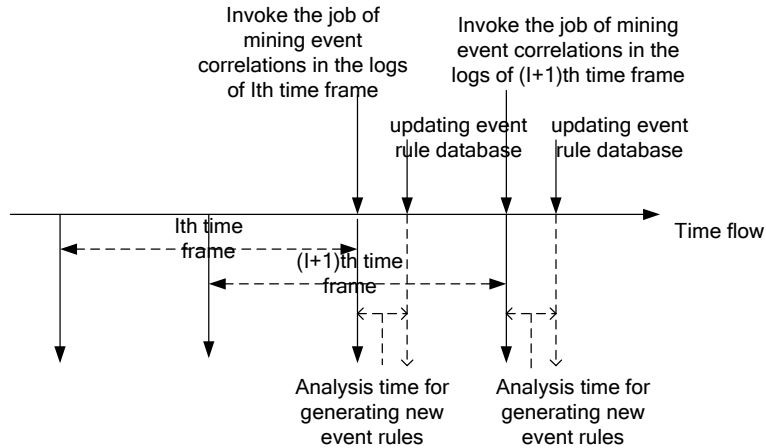 Invoke the job of
mining event
correlations in the logs
of Ith time frame
Invoke the job of mining
event correlations in the
logs of (I+1)th time frame
updating event
rule database
updating event
rule database
Ith time
frame
(I+1)th time
frame
Time flow
Analysis time for
generating new
event rules
Analysis time for
generating new
event rules